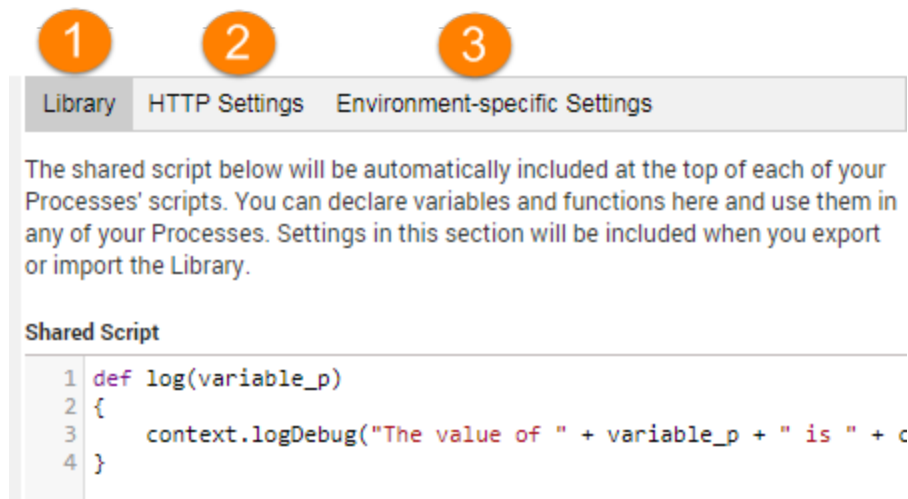 1 2 3
Library HTTP Settings Environment-specific Settings
The shared script below will be automatically included at the top of each of your
Processes' scripts. You can declare variables and functions here and use them in
any of your Processes. Settings in this section will be included when you export
or import the Library.
Shared Script
1 def log(variable_p)
2 {
3 context.logDebug("The value of " + variable_p + " is " +
4 }